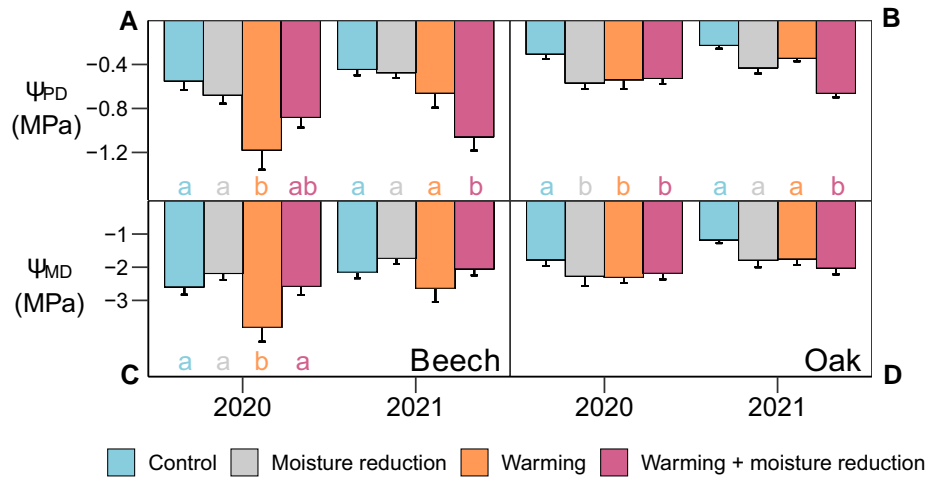 A B
−0.4
ΨPD −0.8
(MPa)
−1.2
a a b ab a a a b a b b b a a a b
−1
ΨMD −2
(MPa)
−3
a a b a Beech Oak
C D
2020 2021 2020 2021
Control Moisture reduction Warming Warming + moisture reduction